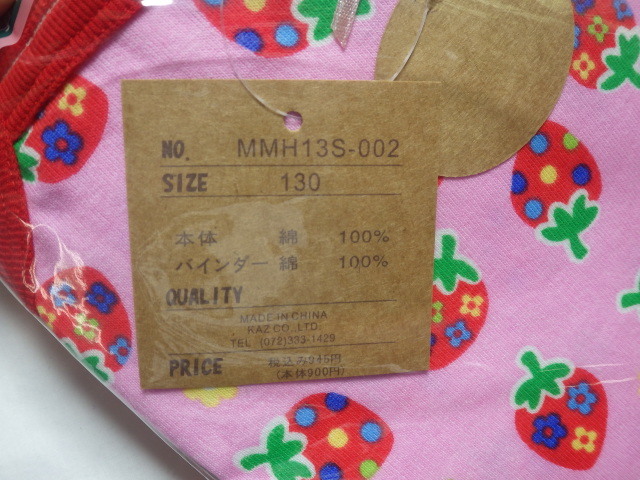 NO. MMH13S-002
SIZE 130
本体 綿 100%
バインダー 綿 100%
QUALITY
MADE IN CHINA
KAZ CO.,LTD.
TEL (072)333-1429
PRICE 税込み945円
(本体900円)